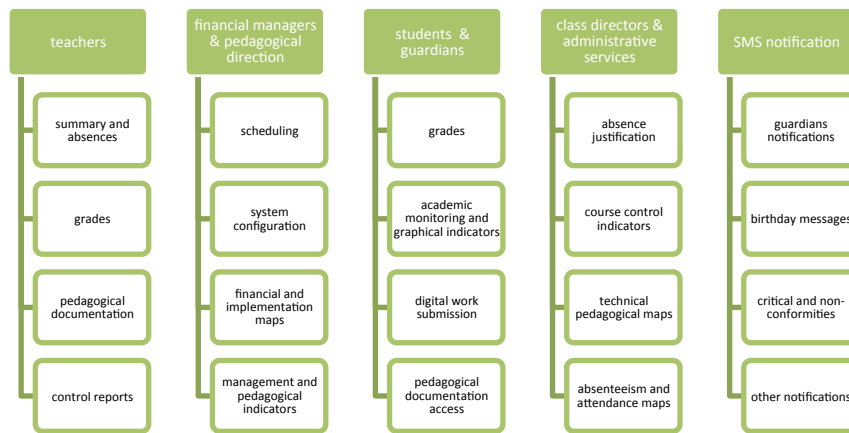 teachers
summary and
absences
grades
pedagogical
documentation
control reports
financial managers
& pedagogical
direction
scheduling
system
configuration
financial and
implementation
maps
management and
pedagogical
indicators
students &
guardians
grades
academic
monitoring and
graphical indicators
digital work
submission
pedagogical
documentation
access
class directors &
administrative
services
absence
justification
course control
indicators
technical
pedagogical maps
absenteeism and
attendance maps
SMS notification
guardians
notifications
birthday messages
critical and non-
conformities
other notifications